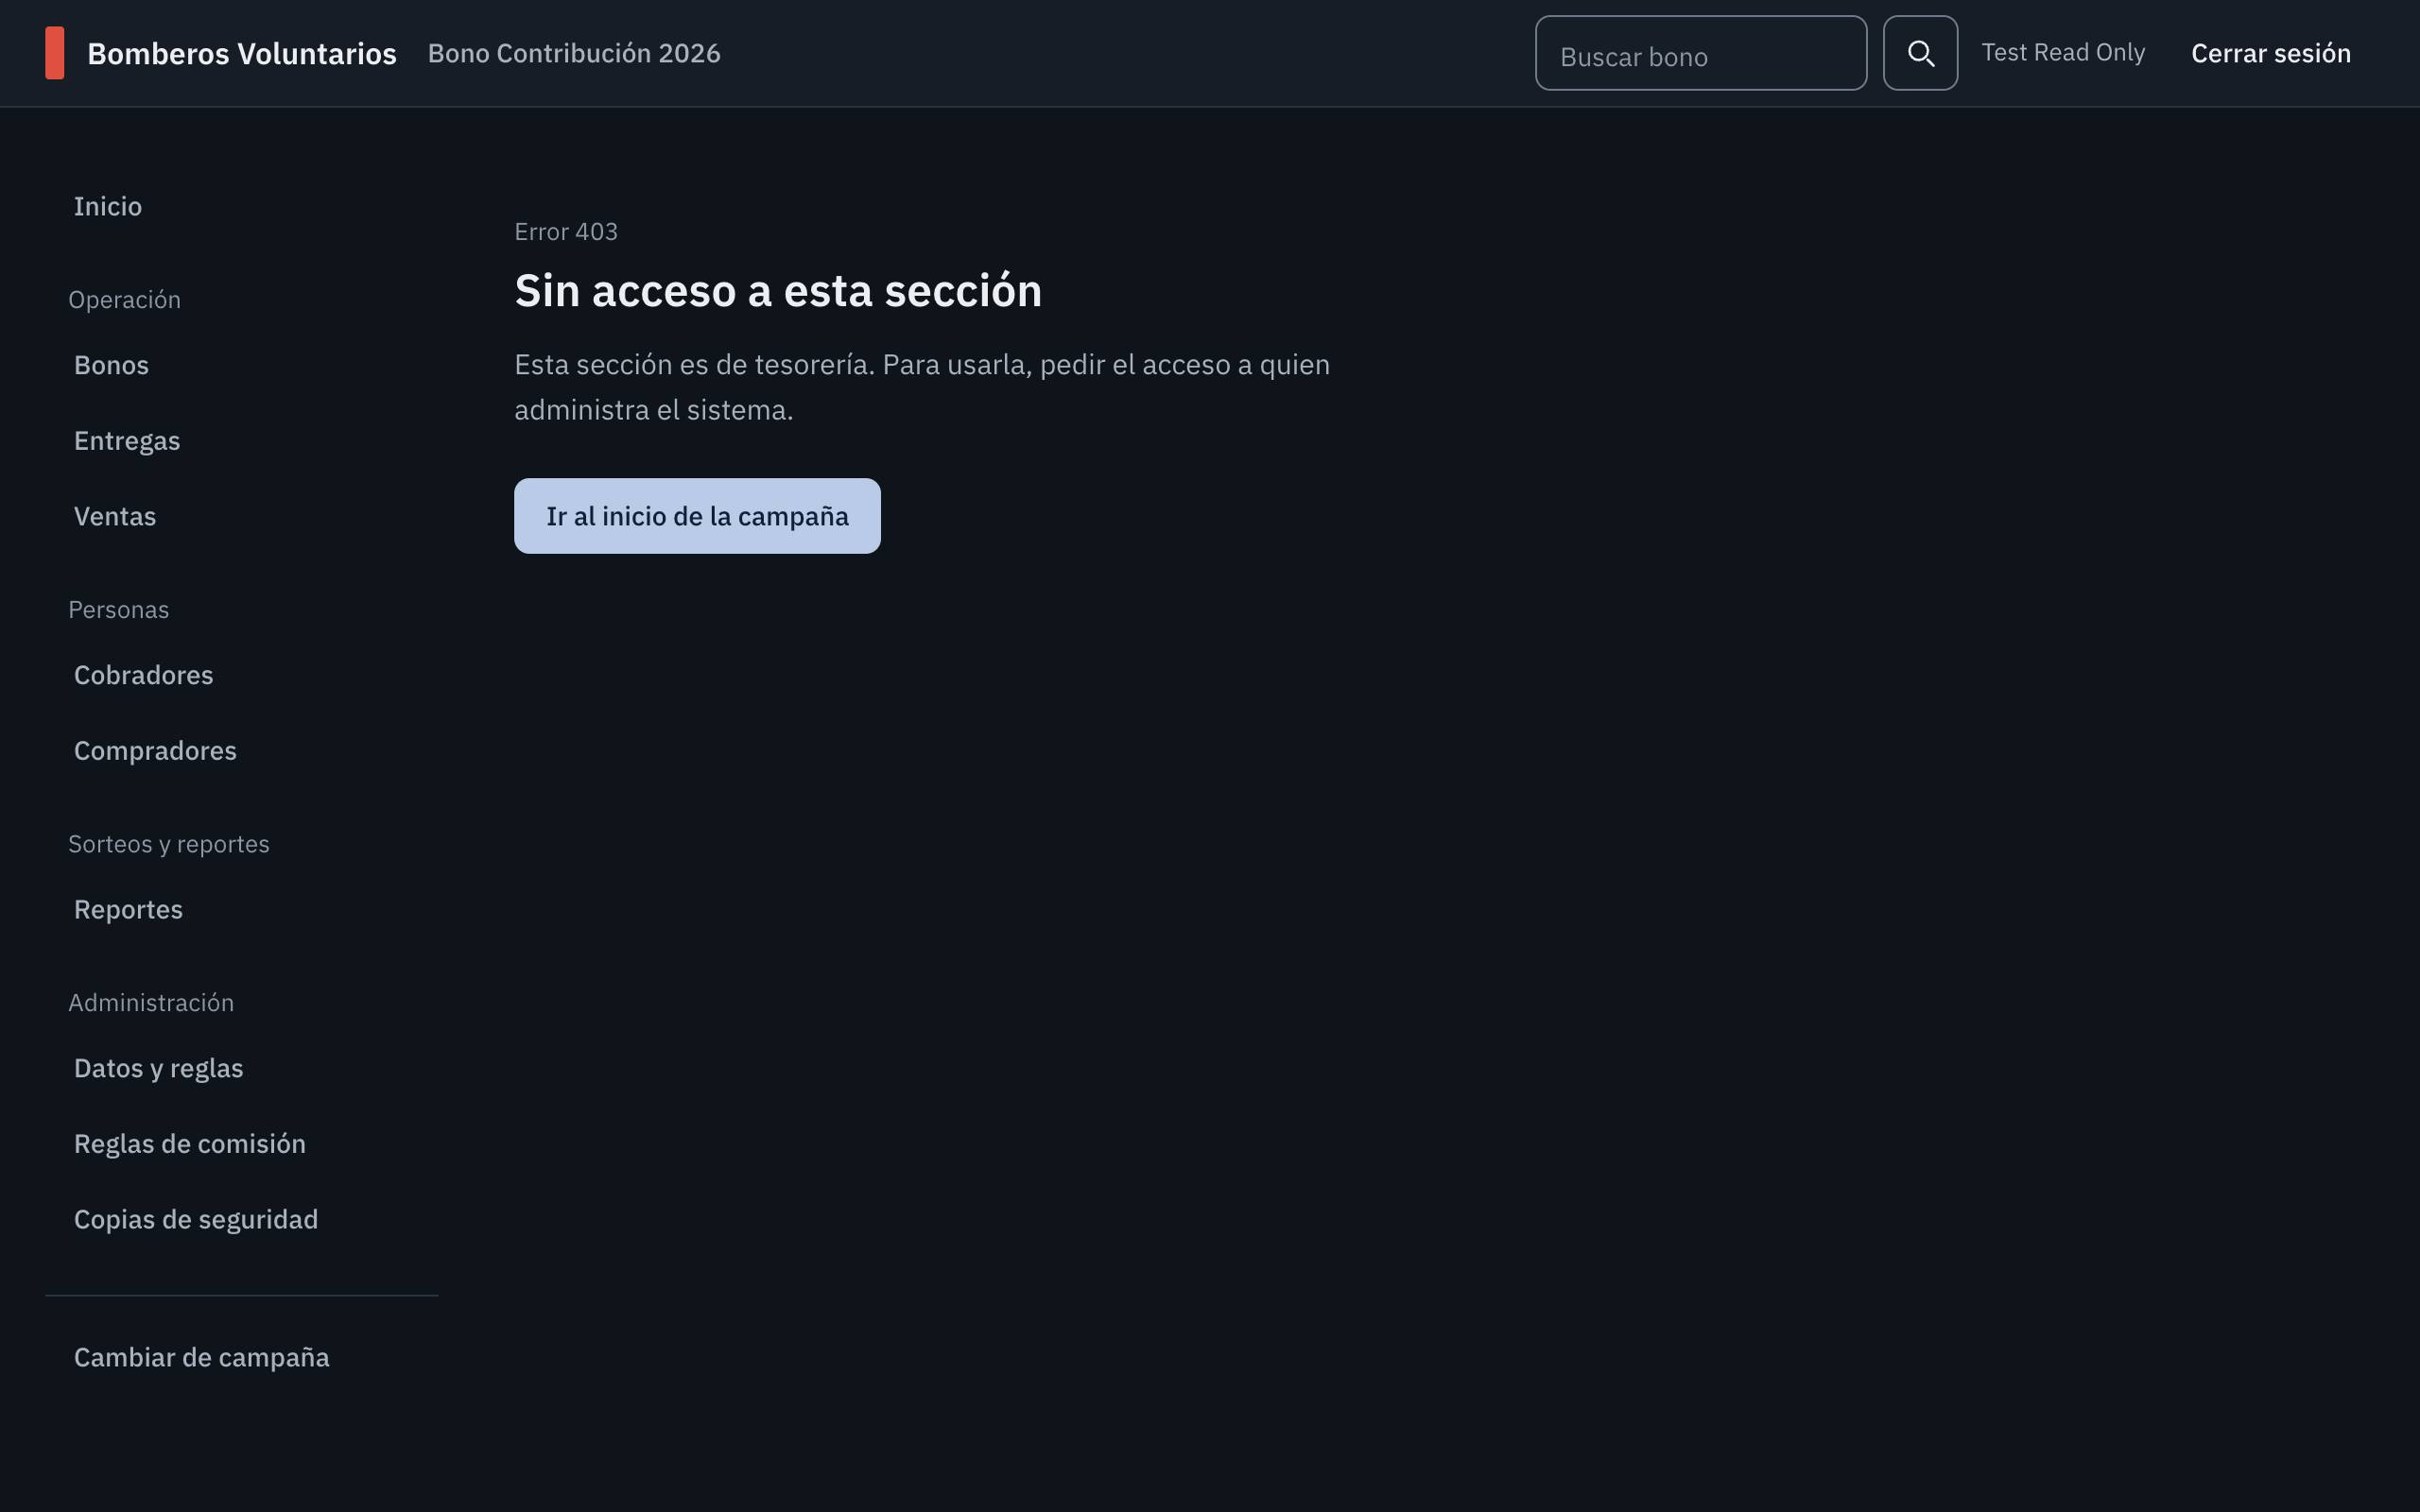 Bomberos Voluntarios Bono Contribución 2026 Buscar bono Test Read Only Cerrar sesión
Inicio
Operación
Bonos
Entregas
Ventas
Personas
Cobradores
Compradores
Sorteos y reportes
Reportes
Administración
Datos y reglas
Reglas de comisión
Copias de seguridad
Cambiar de campaña
Error 403
Sin acceso a esta sección
Esta sección es de tesorería. Para usarla, pedir el acceso a quien
administra el sistema.
Ir al inicio de la campaña